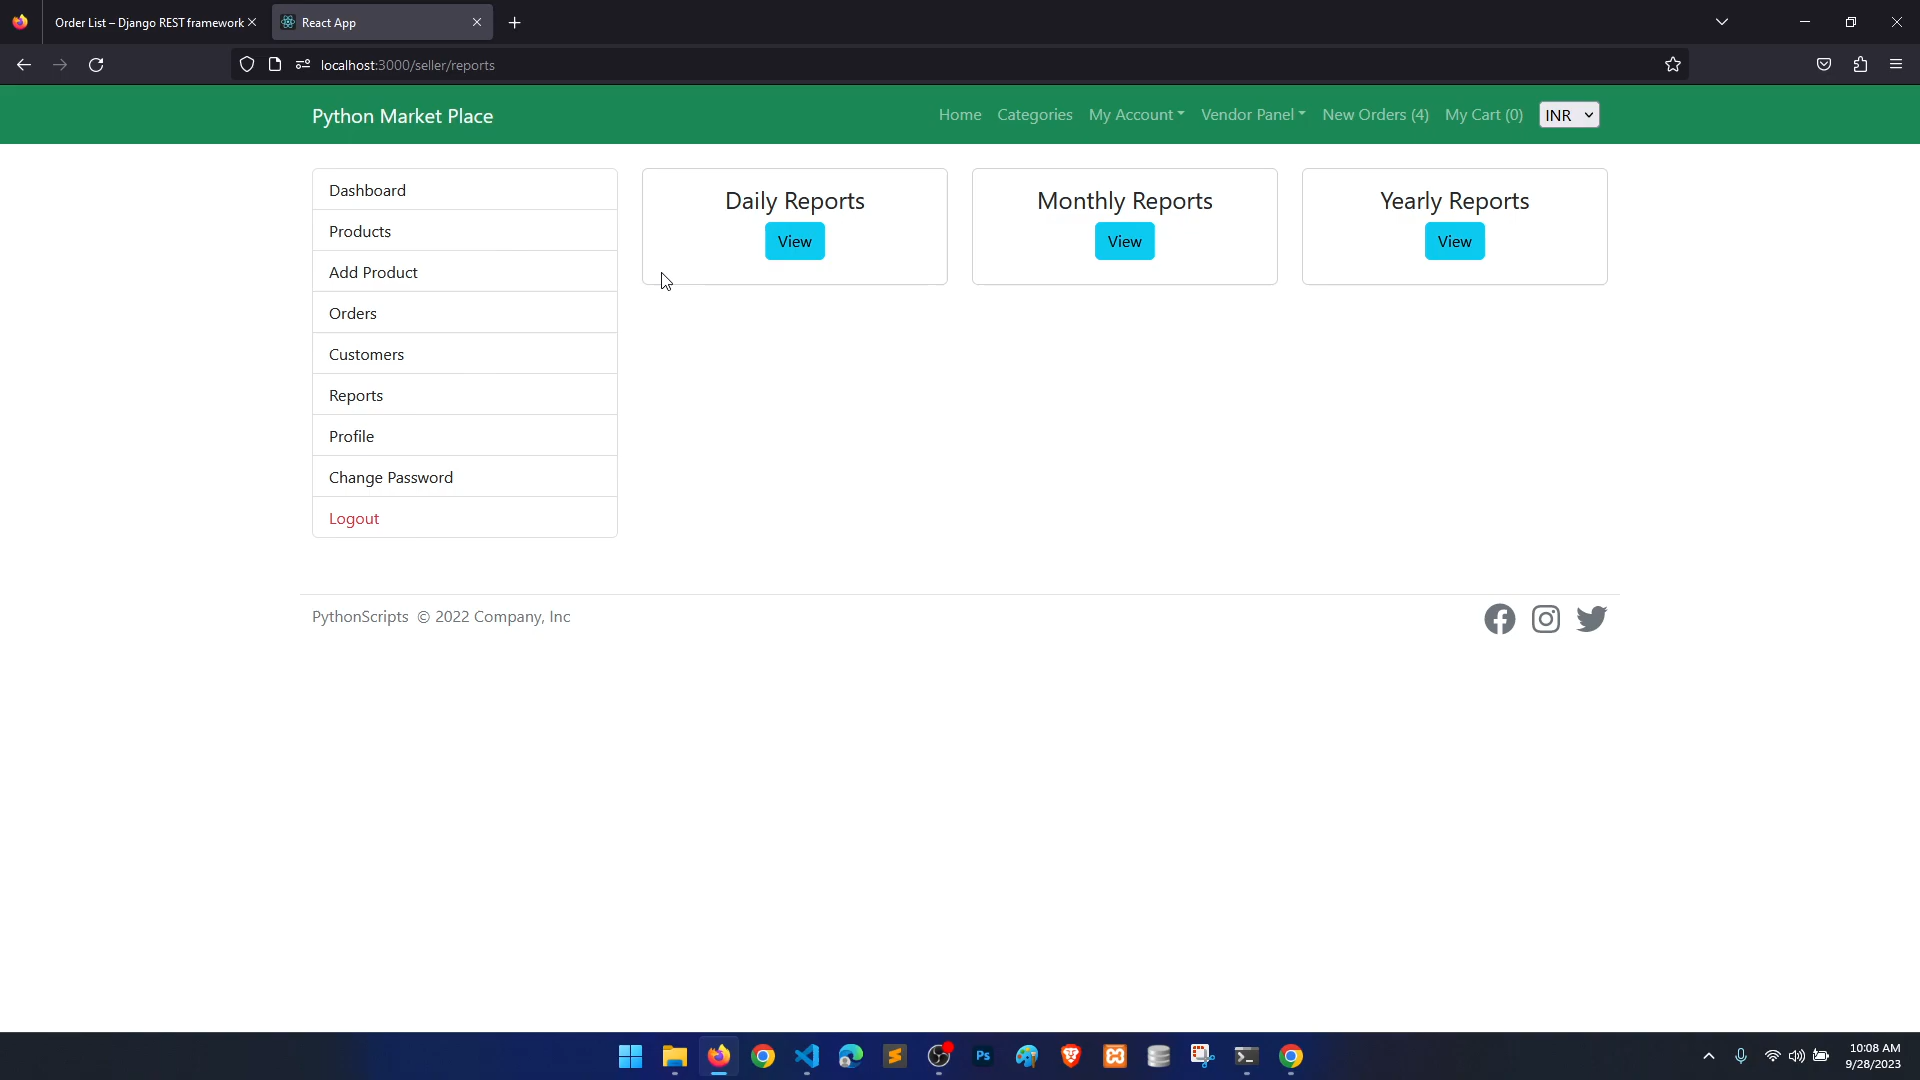 Order List – Django REST framework
React App
localhost:3000/seller/reports
Python Market Place
Home
Categories
My Account
Vendor Panel
New Orders (4)
My Cart (0)
INR
Dashboard
Products
Add Product
Orders
Customers
Reports
Profile
Change Password
Logout
Daily Reports
View
Monthly Reports
View
Yearly Reports
View
PythonScripts © 2022 Company, Inc
Ps
10:08 AM
9/28/2023